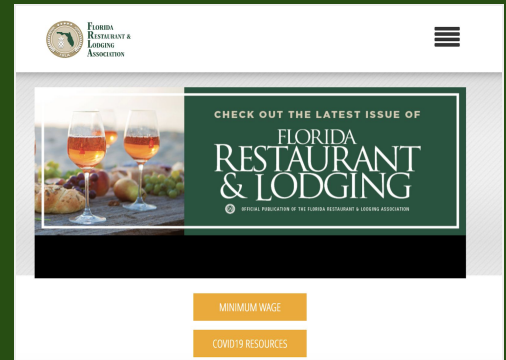 FLORIDA
RESTAURANT &
LODGING
ASSOCIATION
CHECK OUT THE LATEST ISSUE OF
FLORIDA
RESTAURANT
& LODGING
OFFICIAL PUBLICATION OF THE FLORIDA RESTAURANT & LODGING ASSOCIATION
MINIMUM WAGE
COVID19 RESOURCES